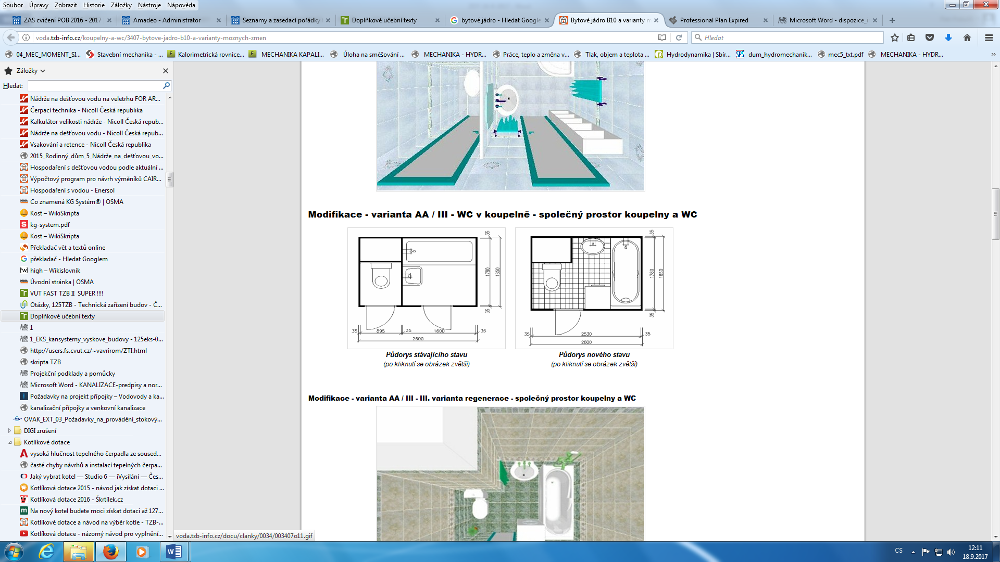 Soubor Úpravy Zobrazit Historie Záložky Nástroje Nápověda
ZAS cvičení POB 2016 - 2017
Amadeo - Administrator
Seznamy a zasedací pořádky
Doplňkové učební texty
bytové jádro - Hledat Google
Bytové jádro B10 a varianty m
Professional Plan Expired
Microsoft Word - dispozice_i
voda.tzb-info.cz/koupelny-a-wc/3407-bytove-jadro-b10-a-varianty-moznych-zmen
Hledat
04_MEC_MOMENT_SI...
Stavební mechanika - ...
Kalorimetrická rovnice...
MECHANIKA KAPALI...
Úloha na směšování ...
MECHANIKA - HYDR...
Práce, teplo a změna v...
Tlak, objem a teplota ...
Hydrodynamika | Sbír...
dum_hydromechanik...
mec5_txt.pdf
MECHANIKA - HYDR...
Záložky
Hledat:
Nádrže na dešťovou vodu na veletrhu FOR AR...
Čerpací technika - Nicoll Česká republika
Kalkulátor velikosti nádrže - Nicoll Česká repub...
Nádrže na dešťovou vodu - Nicoll Česká repub...
Vsakování a retence - Nicoll Česká republika
2015_Rodinný_dům_5_Nádrže_na_dešťovou_vo...
Hospodaření s dešťovou vodou podle aktuální ...
Výpočtový program pro návrh výměníků CAIR...
Hospodaření s vodou - Enersol
Co znamená KG Systém® | OSMA
Kost – WikiSkripta
kg-system.pdf
Kost – WikiSkripta
Překladač vět a textů online
překladač - Hledat Googlem
high – Wikislovník
Úvodní stránka | OSMA
VUT FAST TZB II  SUPER !!!!
Otázky, 125TZB - Technická zařízení budov - Č...
Doplňkové učební texty
1
1_EKS_kansystemy_vyskove_budovy - 125eks-0...
http://users.fs.cvut.cz/~vavrirom/ZTI.html
skripta TZB
Projekční podklady a pomůcky
Microsoft Word - KANALIZACE-predpisy a nor...
Požadavky na projekt přípojky – Vodovody a ka...
kanalizační přípojky a venkovní kanalizace
OVAK_EXT_03_Požadavky_na_provádění_stokový...
DIGI zrušení
Kotlíkové dotace
vysoká hlučnost tepelného čerpadla ze soused...
časté chyby návrhů a instalací tepelných čerpa...
Jaký vybrat kotel — Studio 6 — iVysílání — Čes...
Kotlíková dotace 2015 - návod jak získat dotaci ...
Kotlíková dotace 2016 - Škrtílek.cz
Na nový kotel budete moci získat dotaci až 127...
Kotlíkové dotace a návod na výběr kotle - TZB-...
Kotlíková dotace - názorný návod pro vyplnění...
Modifikace - varianta AA / III - WC v koupelně - společný prostor koupelny a WC
35 1780 1850 35
35 895 35 1600 35
2600
35 1780 1850 35
35 2530 35
2600
Půdorys stávajícího stavu
(po kliknutí se obrázek zvětší)
Půdorys nového stavu
(po kliknutí se obrázek zvětší)
Modifikace - varianta AA / III - III. varianta regenerace - společný prostor koupelny a WC
voda.tzb-info.cz/docu/clanky/0034/003407o11.gif
CS
12:11
18.9.2017